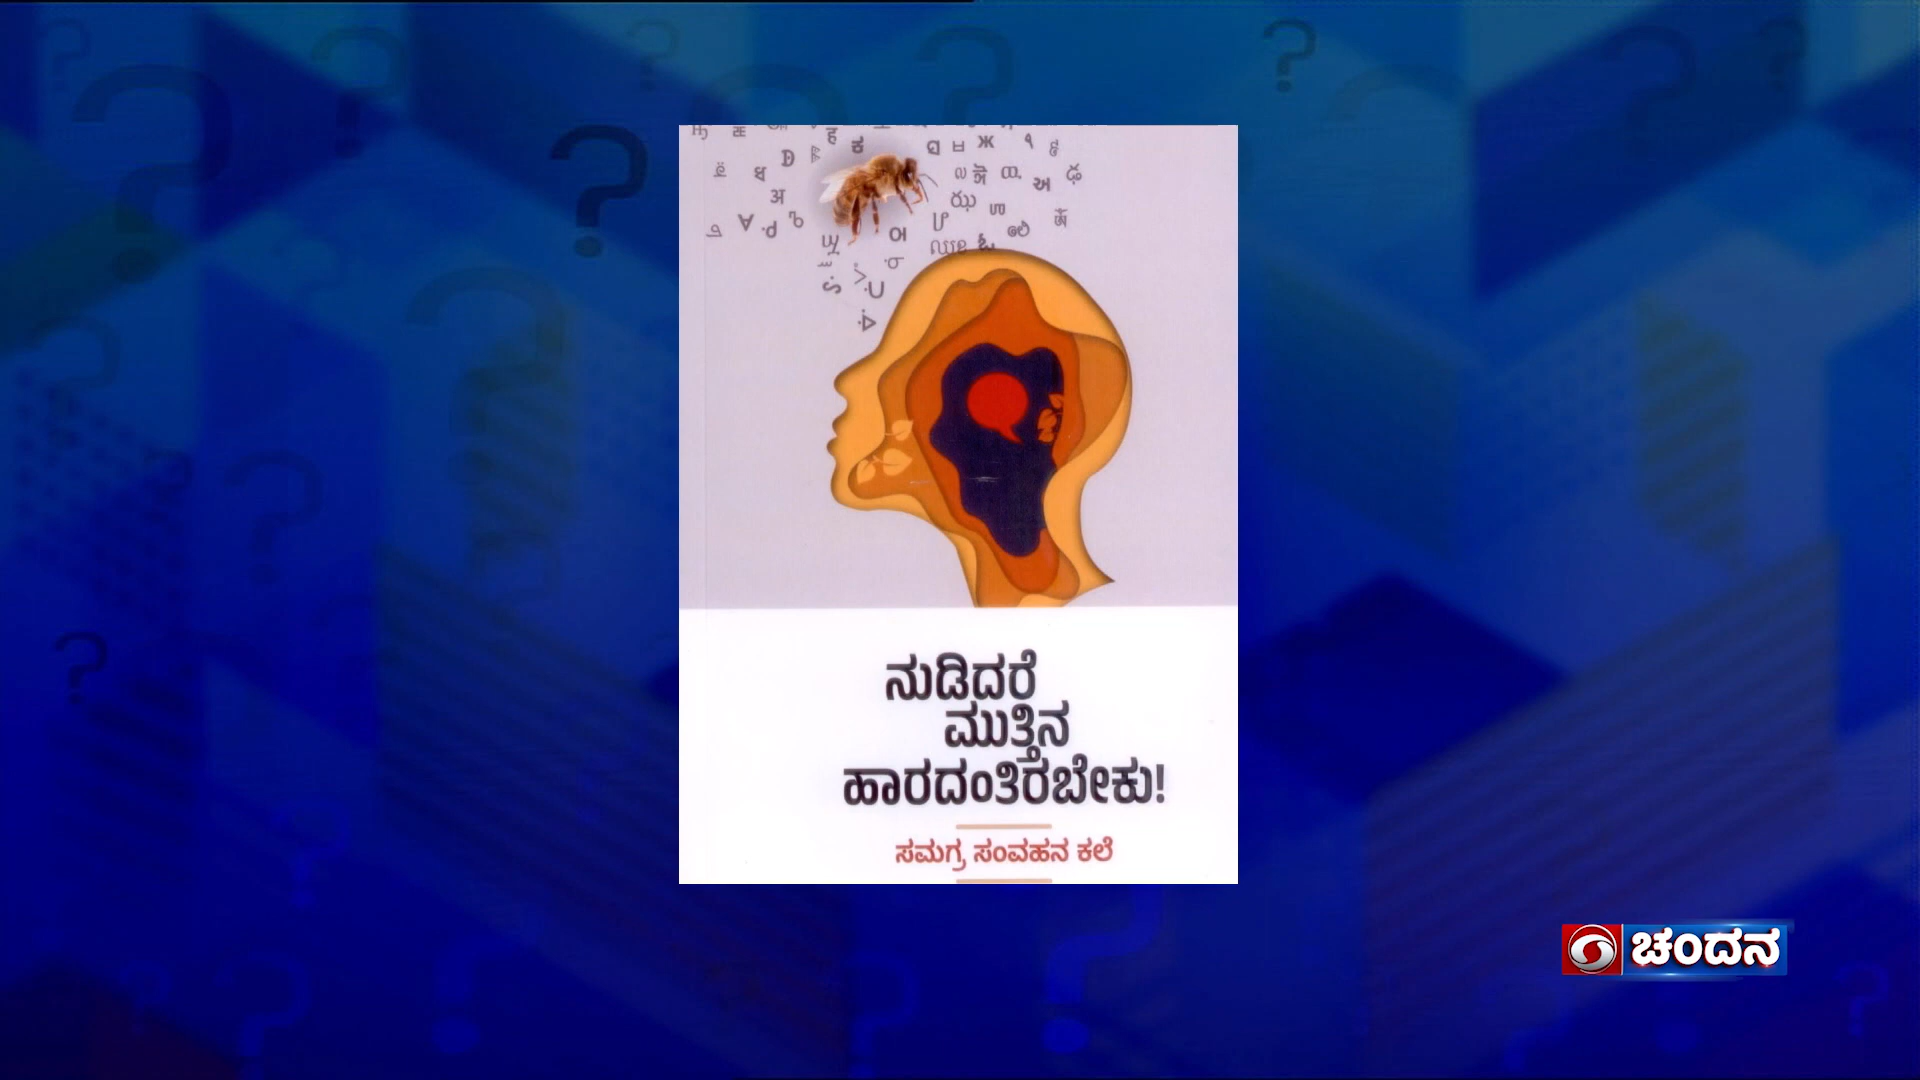 ನುಡಿದರೆ
ಮುತ್ತಿನ
ಹಾರದಂತಿರಬೇಕು!
ಸಮಗ್ರ ಸಂವಹನ ಕಲೆ
ಚಂದನ